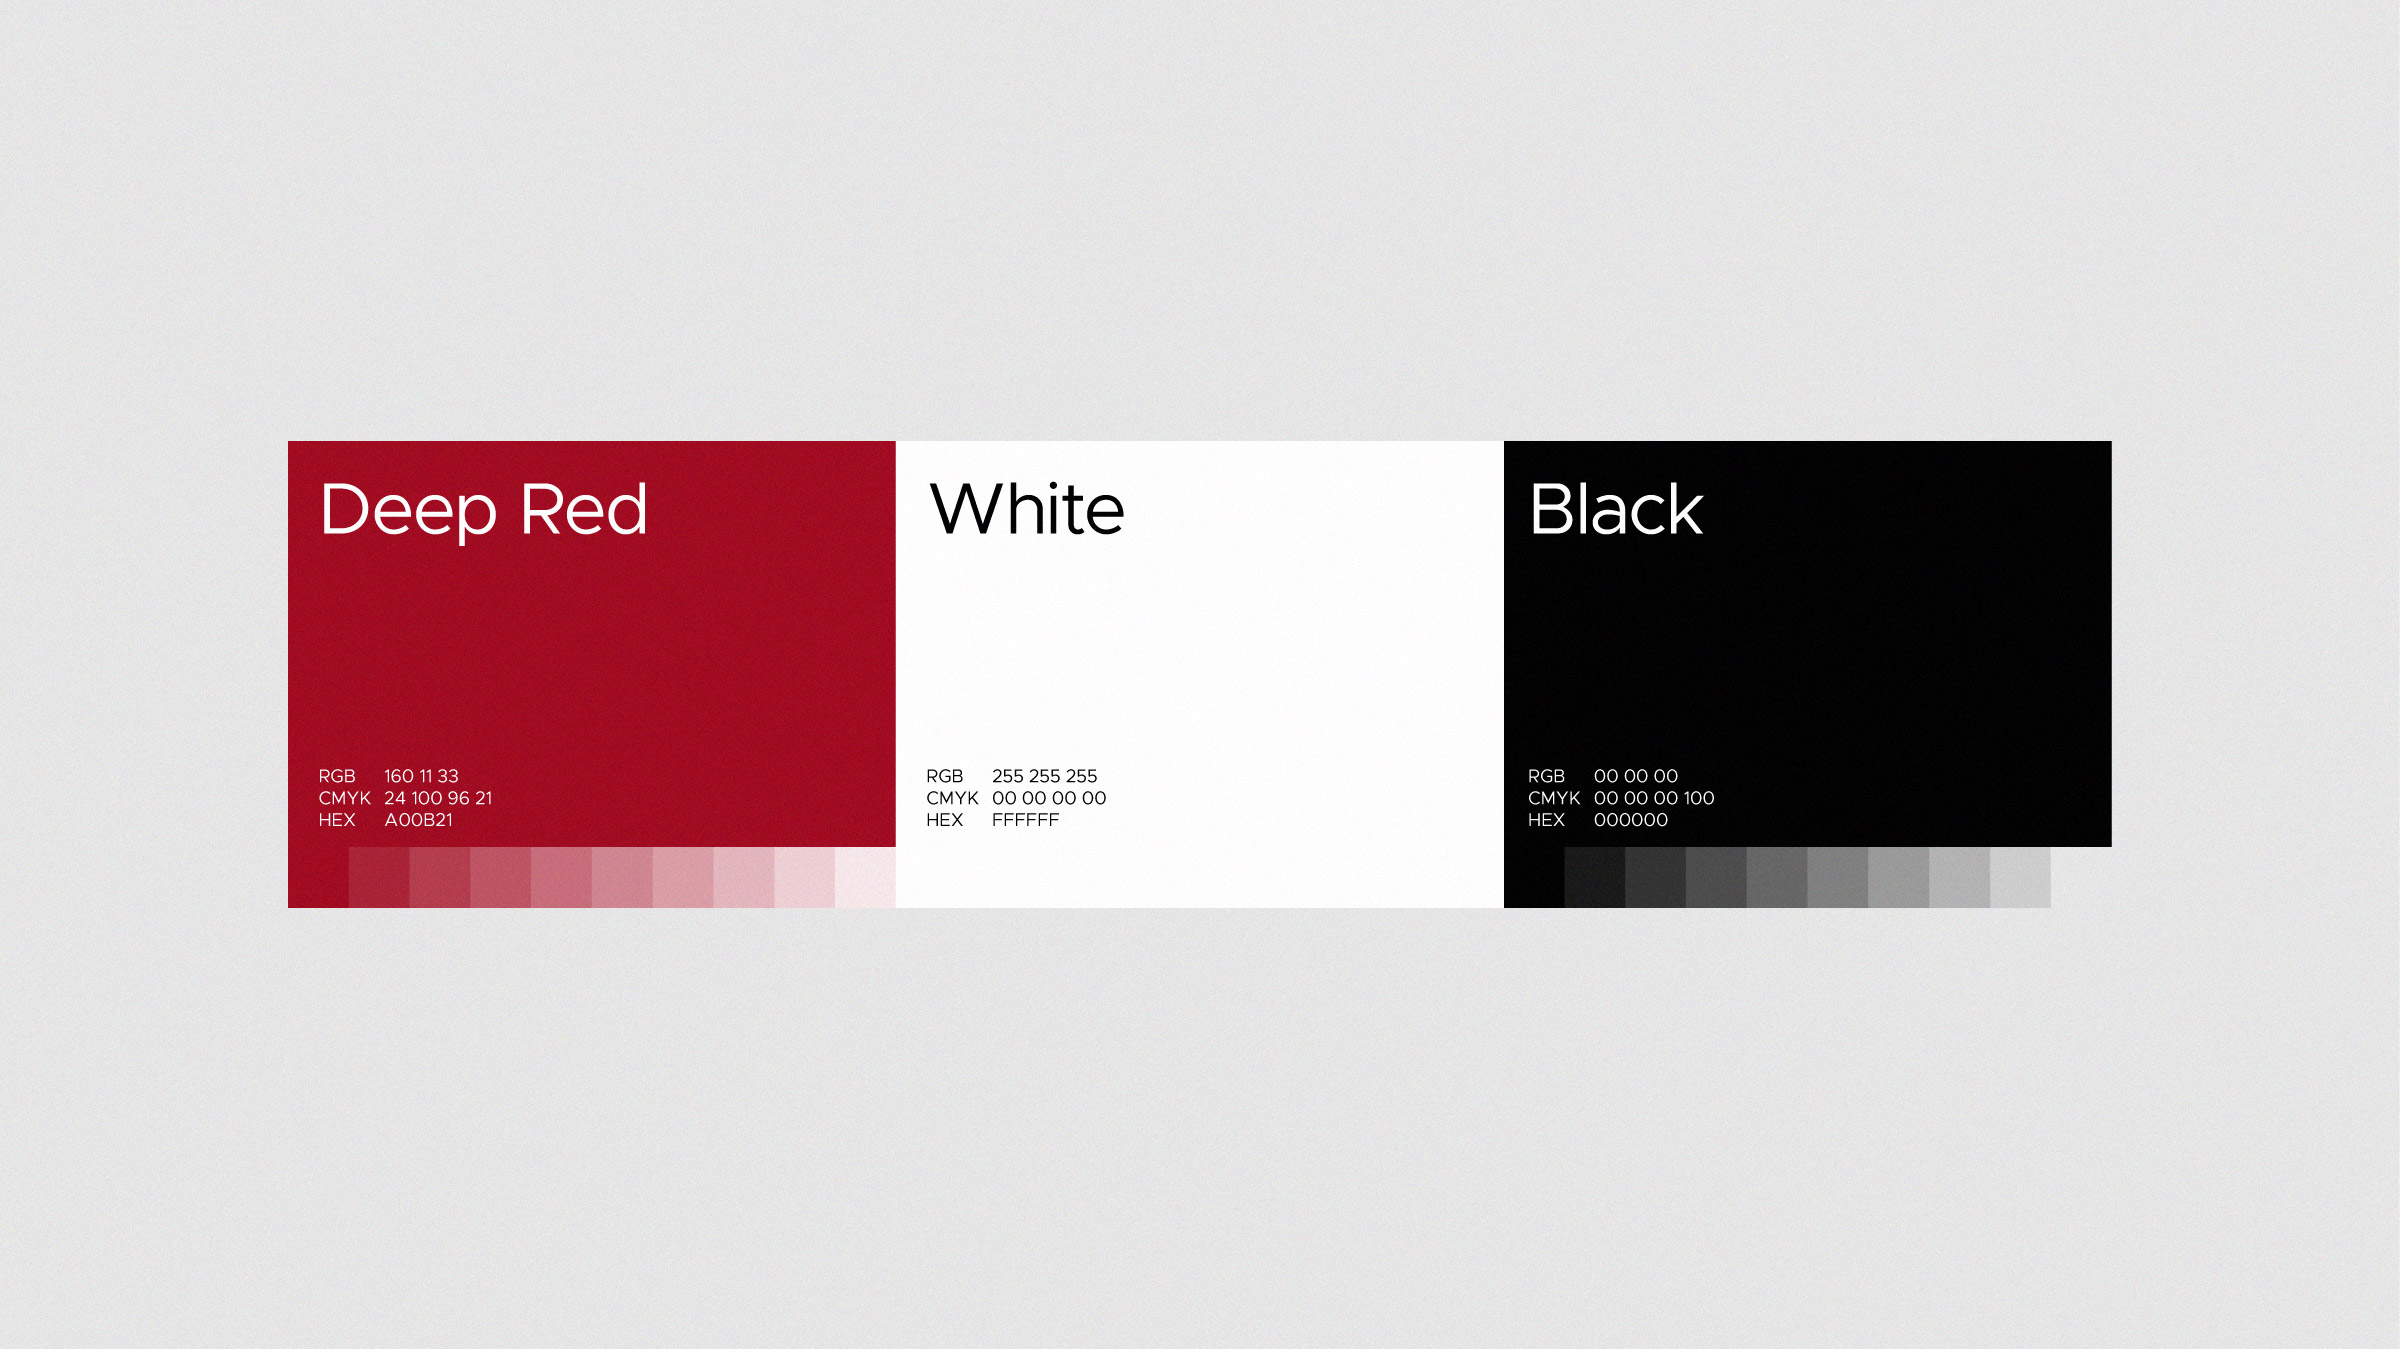 Deep Red
RGB 160 11 33
CMYK 24 100 96 21
HEX A00B21
White
RGB 255 255 255
CMYK 00 00 00 00
HEX FFFFFF
Black
RGB 00 00 00
CMYK 00 00 00 100
HEX 000000